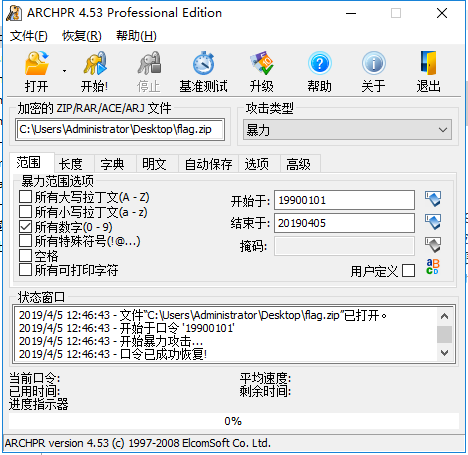 ARCHPR 4.53 Professional Edition
文件(F) 恢复(R) 帮助(H)
打开 开始! 停止 基准测试 升级 帮助 关于 退出
加密的 ZIP/RAR/ACE/ARJ 文件
攻击类型
C:\Users\Administrator\Desktop\flag.zip
暴力
范围 长度 字典 明文 自动保存 选项 高级
暴力范围选项
所有大写拉丁文(A - Z)
开始于: 19900101
所有小写拉丁文(a - z)
所有数字(0 - 9)
结束于: 20190405
所有特殊符号(!@...)
掩码:
空格
所有可打印字符
用户定义
状态窗口
2019/4/5 12:46:43 - 文件“C:\Users\Administrator\Desktop\flag.zip”已打开。
2019/4/5 12:46:43 - 开始于口令 '19900101'
2019/4/5 12:46:43 - 开始暴力攻击...
2019/4/5 12:46:43 - 口令已成功恢复!
当前口令: 平均速度:
已用时间: 剩余时间:
进度指示器
0%
ARCHPR version 4.53 (c) 1997-2008 ElcomSoft Co. Ltd.